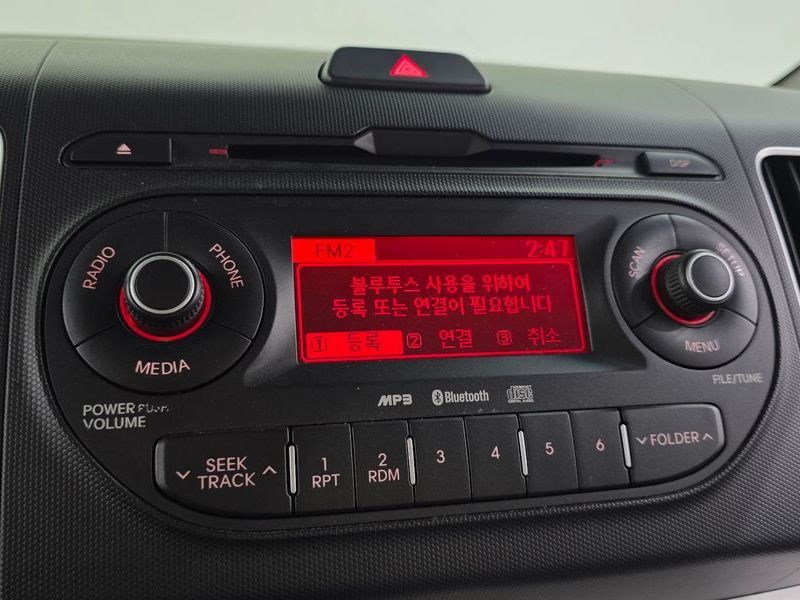 DISP
RADIO
PHONE
MEDIA
POWER PUSH
VOLUME
FM2 2:47
블루투스 사용을 위하여
등록 또는 연결이 필요합니다
1 등록 2 연결 3 취소
SCAN
SETUP
MENU
FILE/TUNE
MP3 Bluetooth COMPACT disc DIGITAL AUDIO
SEEK
TRACK
1
RPT
2
RDM
3
4
5
6
FOLDER